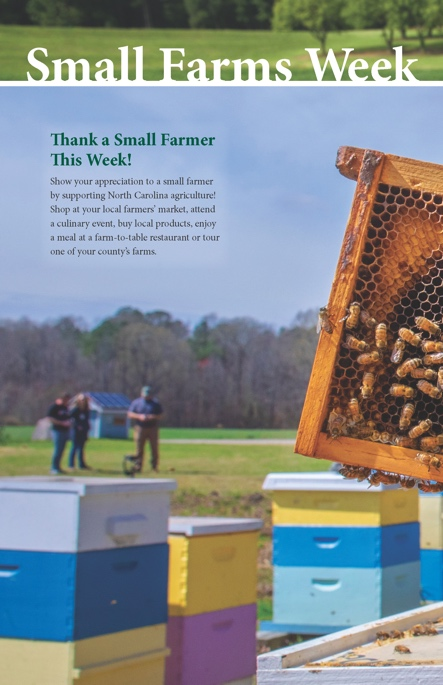 Small Farms Week
Thank a Small Farmer
This Week!
Show your appreciation to a small farmer
by supporting North Carolina agriculture!
Shop at your local farmers' market, attend
a culinary event, buy local products, enjoy
a meal at a farm-to-table restaurant or tour
one of your county's farms.